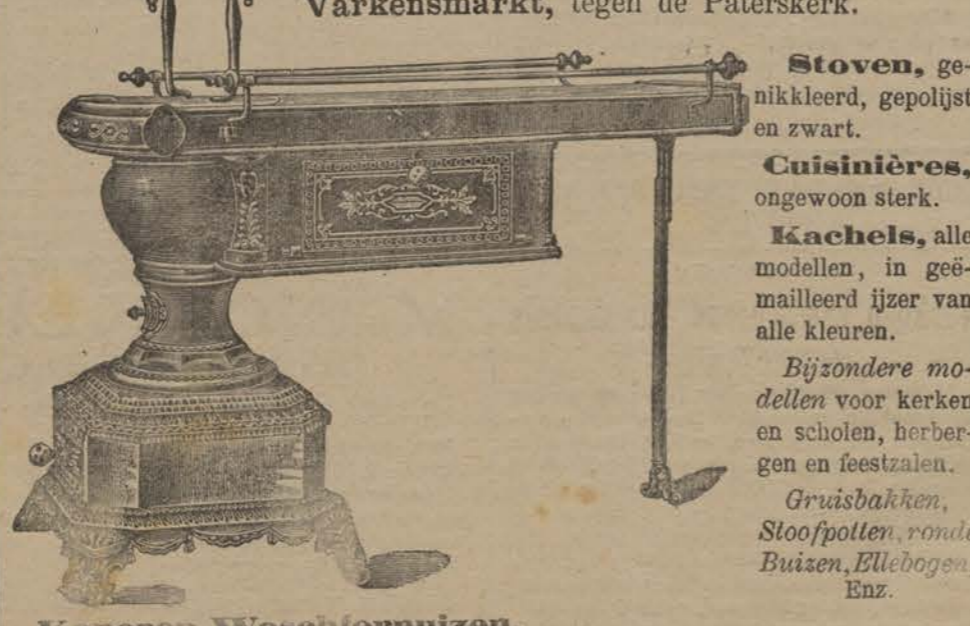 Varkensmarkt, tegen de Paterskerk.
Stoven, ge-
nikkleerd, gepolijst
en zwart.
Cuisinières,
ongewoon sterk.
Kachels, alle
modellen, in geë-
mailleerd ijzer van
alle kleuren.
Bijzondere mo-
dellen voor kerken
en scholen, herber-
gen en feestzalen.
Gruisbakken,
Stoofpotten, ronde
Buizen, Ellebogen
Enz.
Waschfornuizen